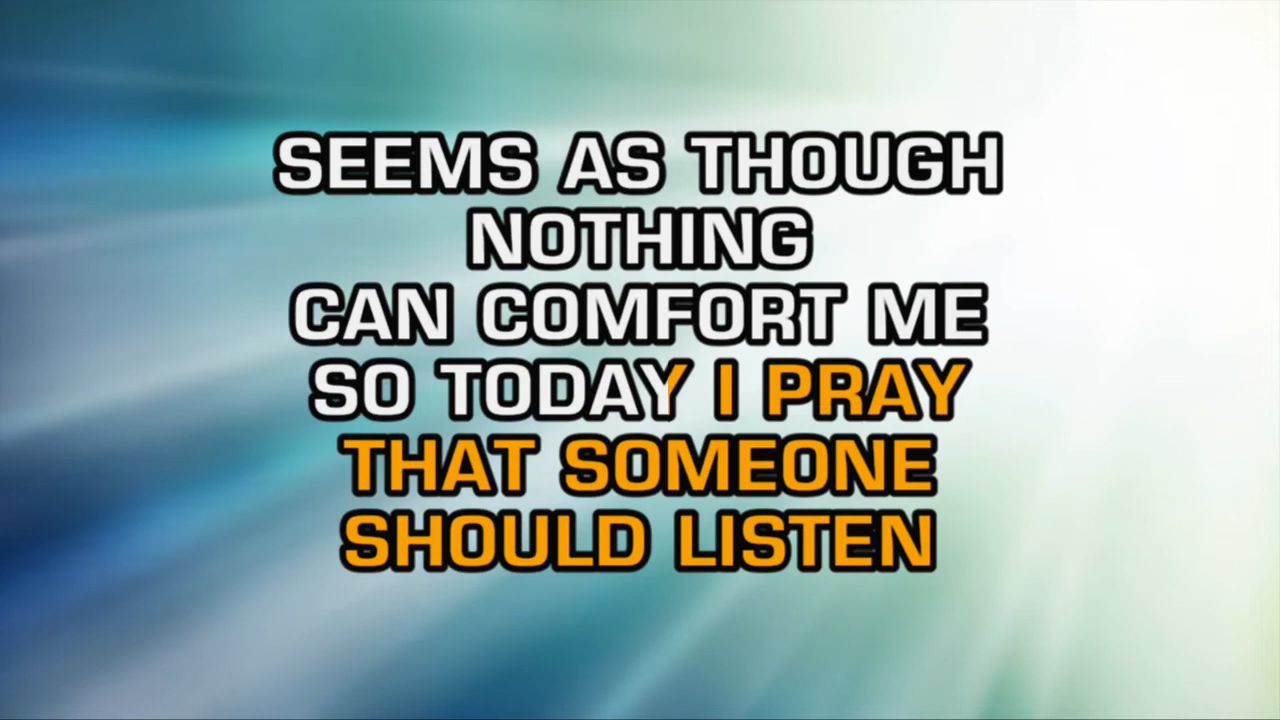 SEEMS AS THOUGH
NOTHING
CAN COMFORT ME
SO TODAY I PRAY
THAT SOMEONE
SHOULD LISTEN